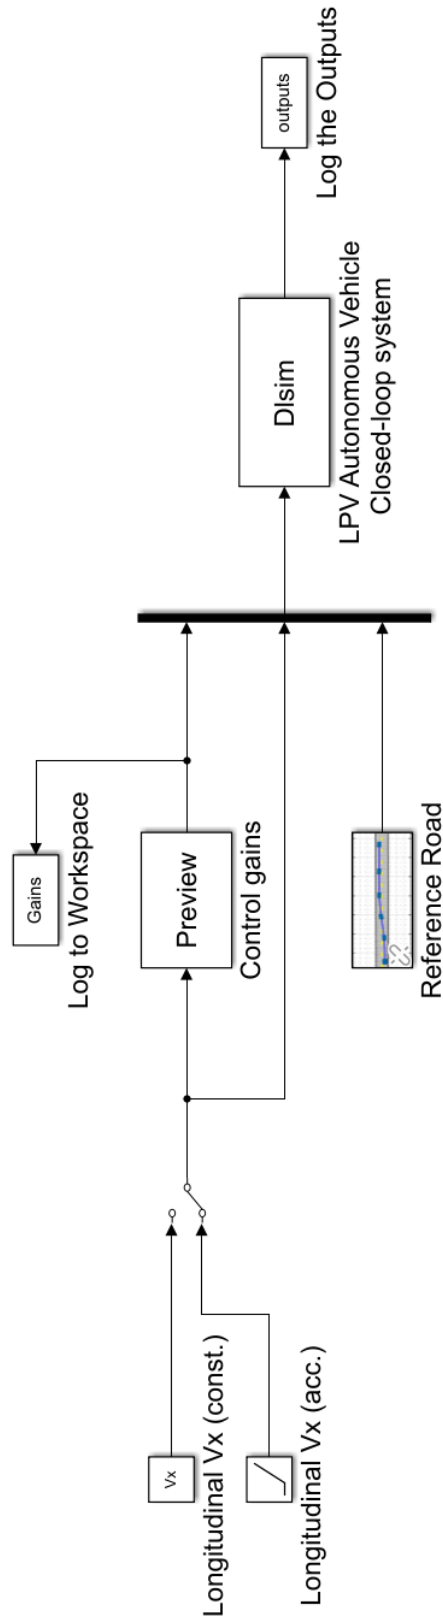 Vx
Longitudinal Vx (const.)
Longitudinal Vx (acc.)
Gains
Log to Workspace
Preview
Control gains
Reference Road
Dlsim
LPV Autonomous Vehicle
Closed-loop system
outputs
Log the Outputs